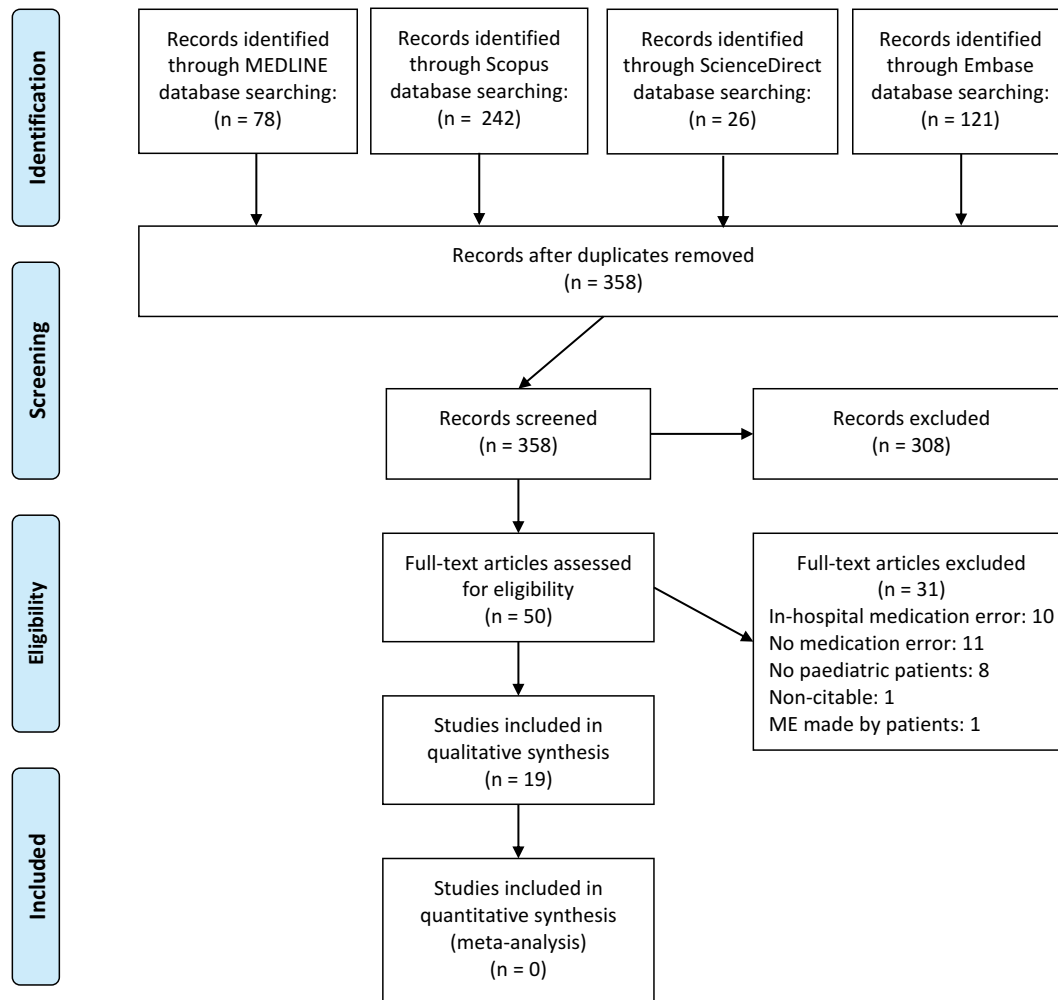 Identification
Records identified
through MEDLINE
database searching:
(n = 78)
Records identified
through Scopus
database searching:
(n = 242)
Records identified
through ScienceDirect
database searching:
(n = 26)
Records identified
through Embase
database searching:
(n = 121)
Records after duplicates removed
(n = 358)
Screening
Records screened
(n = 358)
Records excluded
(n = 308)
Eligibility
Full-text articles assessed
for eligibility
(n = 50)
Full-text articles excluded
(n = 31)
In-hospital medication error: 10
No medication error: 11
No paediatric patients: 8
Non-citable: 1
ME made by patients: 1
Studies included in
qualitative synthesis
(n = 19)
Included
Studies included in
quantitative synthesis
(meta-analysis)
(n = 0)